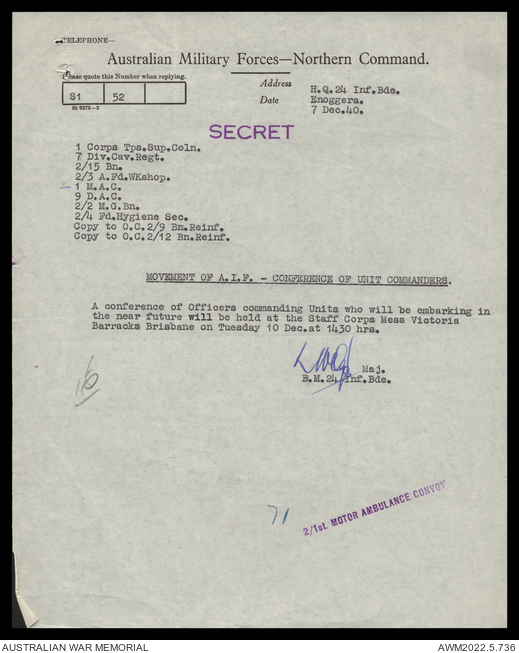 TELEPHONE—
Australian Military Forces—Northern Command.
Please quote this Number when replying.
S1 52
S1 6278—2
Address H.Q.24 Inf.Bde.
Enoggera.
Date 7 Dec.40.
SECRET
1 Corps Tps.Sup.Coln.
7 Div.Cav.Regt.
2/15 Bn.
2/3 A.Fd.WKshop.
1 M.A.C.
9 D.A.C.
2/2 M.G.Bn.
2/4 Fd.Hygiene Sec.
Copy to O.C.2/9 Bn.Reinf.
Copy to O.C.2/12 Bn.Reinf.
MOVEMENT OF A.I.F. - CONFERENCE OF UNIT COMMANDERS.
A conference of Officers commanding Units who will be embarking in
the near future will be held at the Staff Corps Mess Victoria
Barracks Brisbane on Tuesday 10 Dec.at 1430 hrs.
Maj.
B.M.24 Inf.Bde.
16
71
2/1st. MOTOR AMBULANCE CONVOY
AUSTRALIAN WAR MEMORIAL
AWM2022.5.736